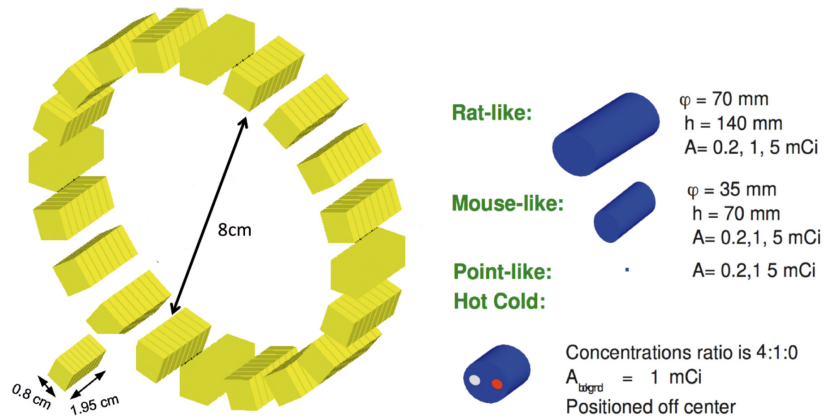 8cm
0.8 cm
1.95 cm
Rat-like:
φ = 70 mm
h = 140 mm
A= 0.2, 1, 5 mCi
Mouse-like:
φ = 35 mm
h = 70 mm
A= 0.2,1, 5 mCi
Point-like:
A= 0.2,1 5 mCi
Hot Cold:
Concentrations ratio is 4:1:0
A = 1 mCi
Positioned off center